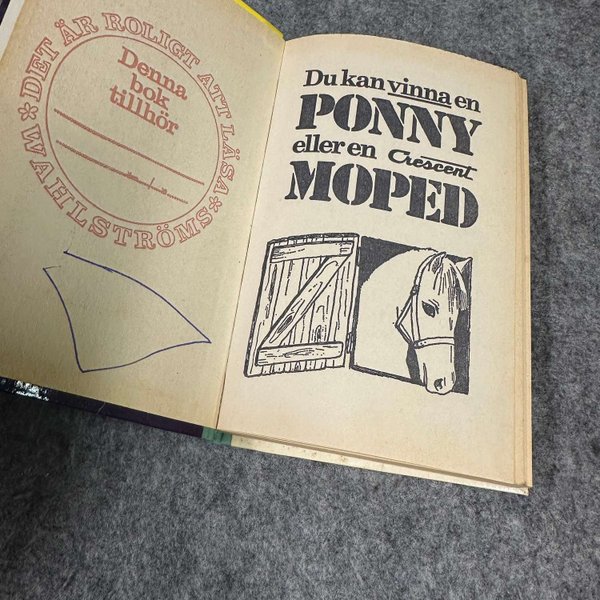 ★ DET ÄR ROLIGT ATT LÄSA ★ WAHLSTRÖMS
Denna
bok
tillhör
Du kan vinna en
PONNY
eller en Crescent
MOPED